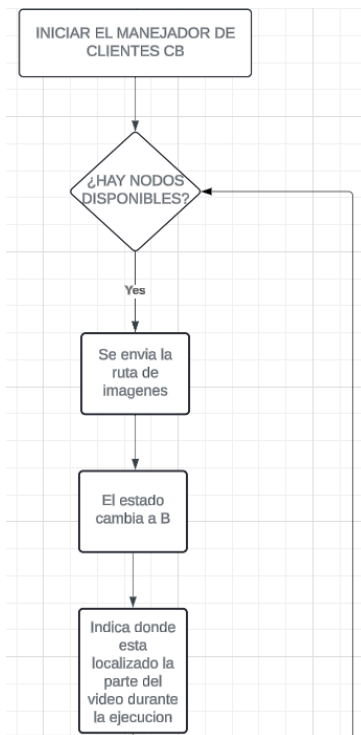 INICIAR EL MANEJADOR DE
CLIENTES CB
¿HAY NODOS
DISPONIBLES?
Yes
Se envia la
ruta de
imagenes
El estado
cambia a B
Indica donde
esta
localizado la
parte del
video durante
la ejecucion